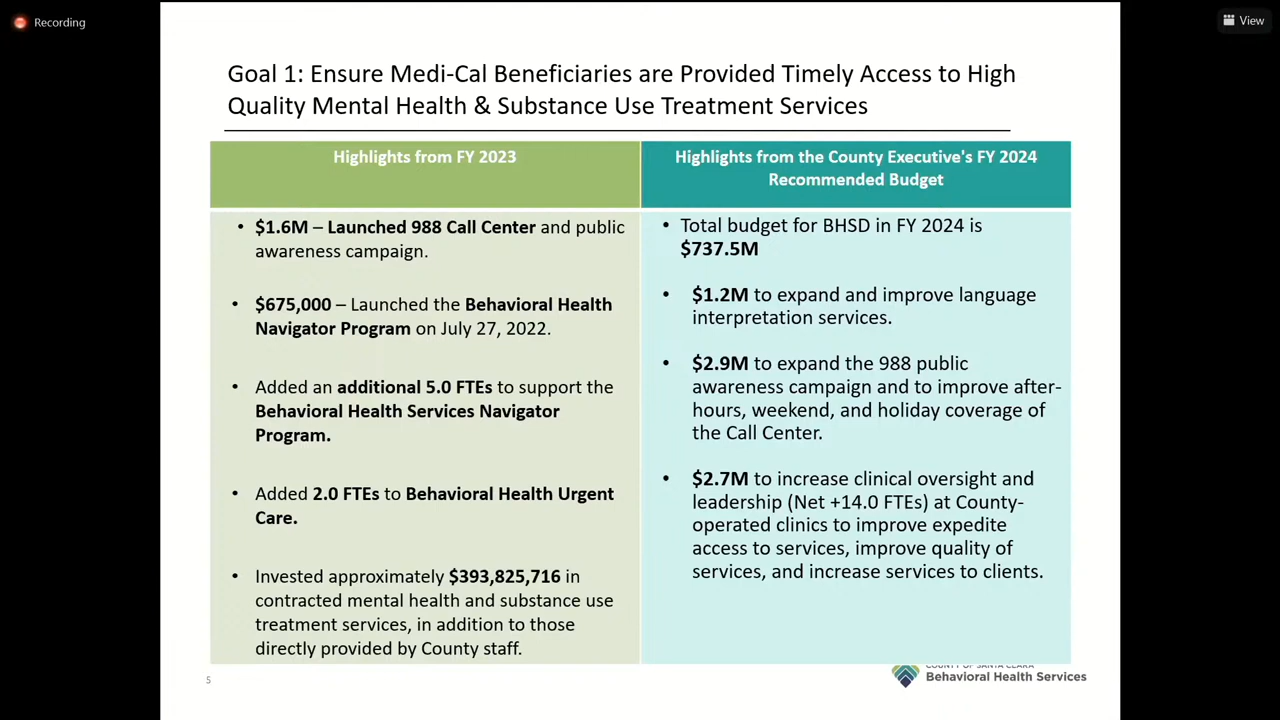 Recording
View
Goal 1: Ensure Medi-Cal Beneficiaries are Provided Timely Access to High
Quality Mental Health & Substance Use Treatment Services
Highlights from FY 2023
• $1.6M – Launched 988 Call Center and public
awareness campaign.
• $675,000 – Launched the Behavioral Health
Navigator Program on July 27, 2022.
• Added an additional 5.0 FTEs to support the
Behavioral Health Services Navigator
Program.
• Added 2.0 FTEs to Behavioral Health Urgent
Care.
• Invested approximately $393,825,716 in
contracted mental health and substance use
treatment services, in addition to those
directly provided by County staff.
Highlights from the County Executive's FY 2024
Recommended Budget
• Total budget for BHSD in FY 2024 is
$737.5M
• $1.2M to expand and improve language
interpretation services.
• $2.9M to expand the 988 public
awareness campaign and to improve after-
hours, weekend, and holiday coverage of
the Call Center.
• $2.7M to increase clinical oversight and
leadership (Net +14.0 FTEs) at County-
operated clinics to improve expedite
access to services, improve quality of
services, and increase services to clients.
5
COUNTY OF SANTA CLARA
Behavioral Health Services